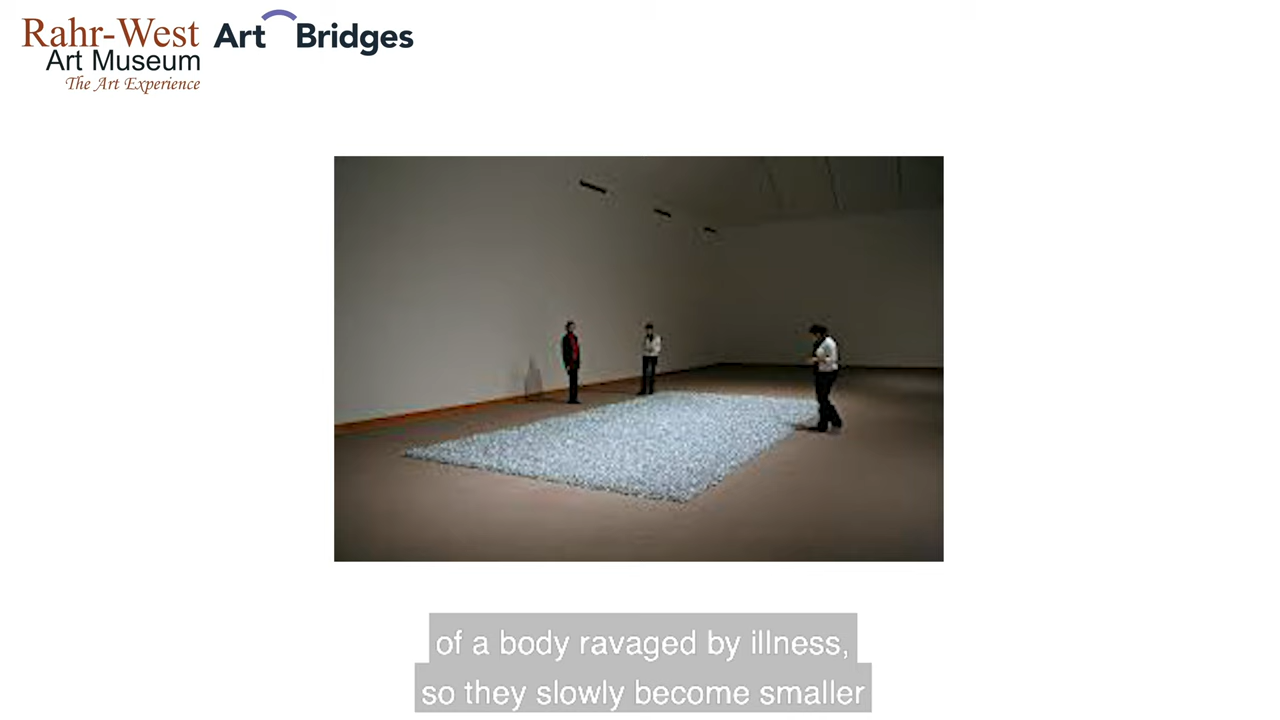 Rahr-West
Art Museum
The Art Experience
Art Bridges
of a body ravaged by illness,
so they slowly become smaller